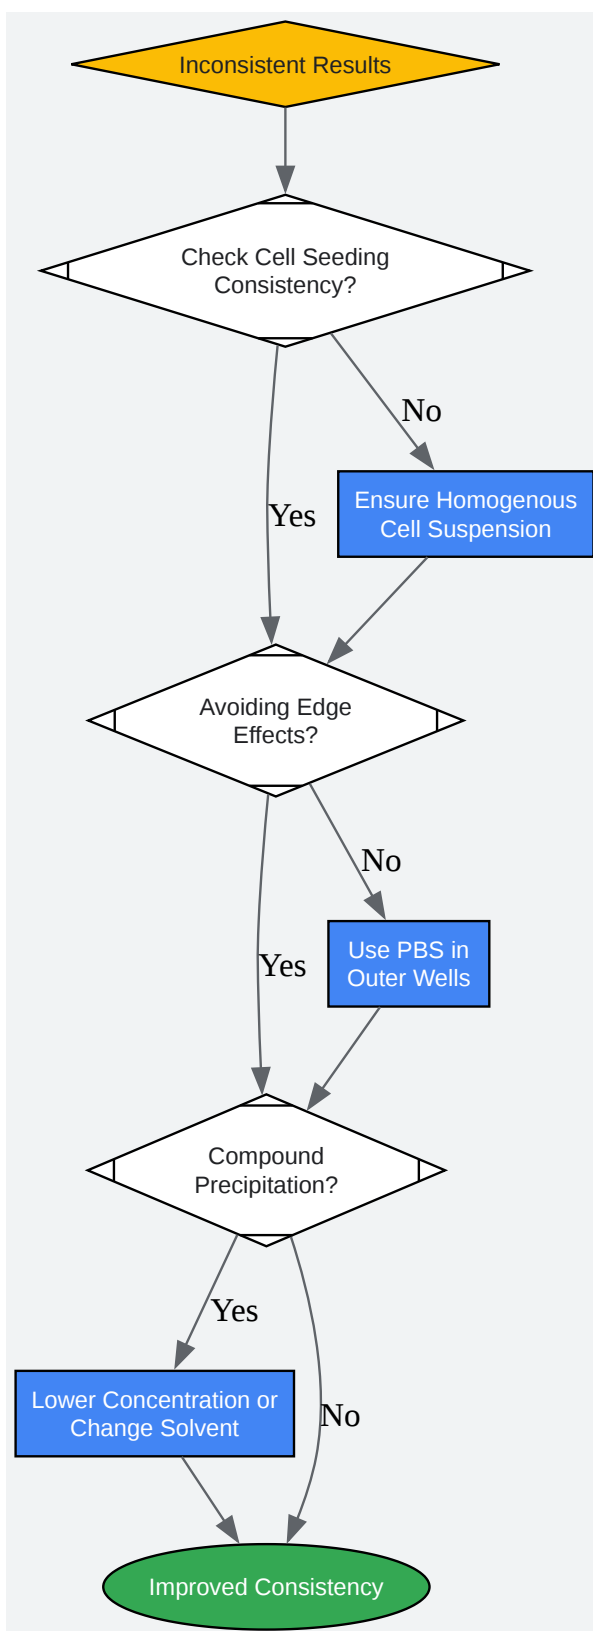 Inconsistent Results
Check Cell Seeding
Consistency?
No
Ensure Homogenous
Cell Suspension
Yes
Avoiding Edge
Effects?
No
Use PBS in
Outer Wells
Yes
Compound
Precipitation?
Yes
Lower Concentration or
Change Solvent
No
Improved Consistency